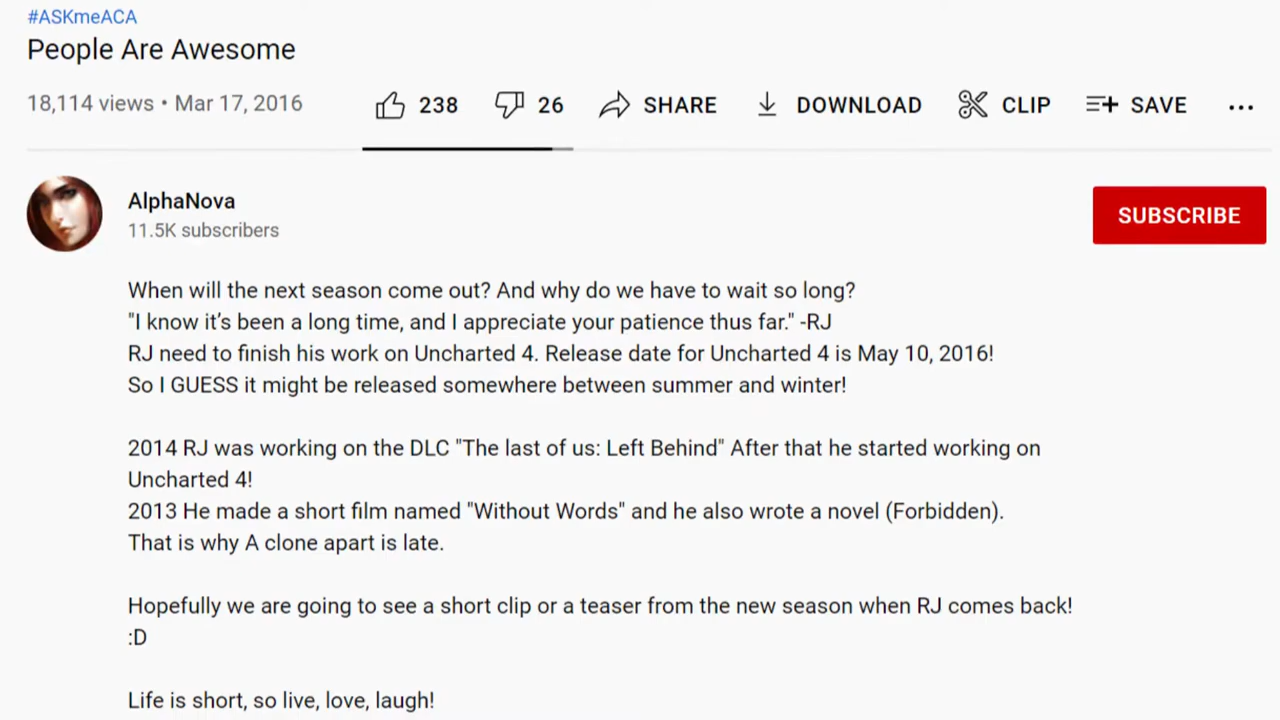 #ASKmeACA
People Are Awesome
18,114 views • Mar 17, 2016 238 26 SHARE DOWNLOAD CLIP SAVE ...
AlphaNova
11.5K subscribers
SUBSCRIBE
When will the next season come out? And why do we have to wait so long?
"I know it’s been a long time, and I appreciate your patience thus far." -RJ
RJ need to finish his work on Uncharted 4. Release date for Uncharted 4 is May 10, 2016!
So I GUESS it might be released somewhere between summer and winter!
2014 RJ was working on the DLC "The last of us: Left Behind" After that he started working on
Uncharted 4!
2013 He made a short film named "Without Words" and he also wrote a novel (Forbidden).
That is why A clone apart is late.
Hopefully we are going to see a short clip or a teaser from the new season when RJ comes back!
:D
Life is short, so live, love, laugh!